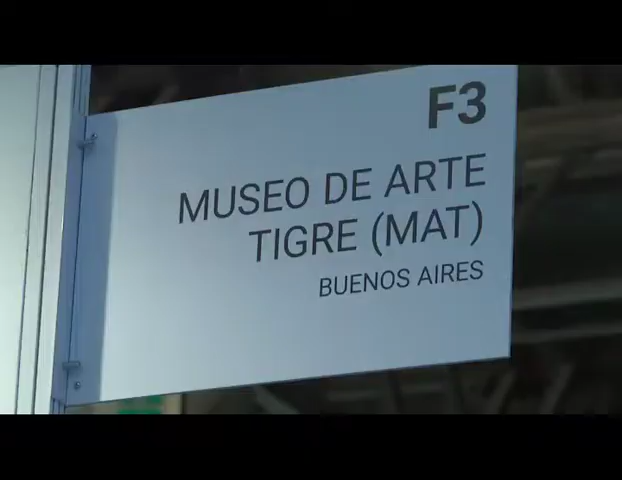 F3
MUSEO DE ARTE
TIGRE (MAT)
BUENOS AIRES